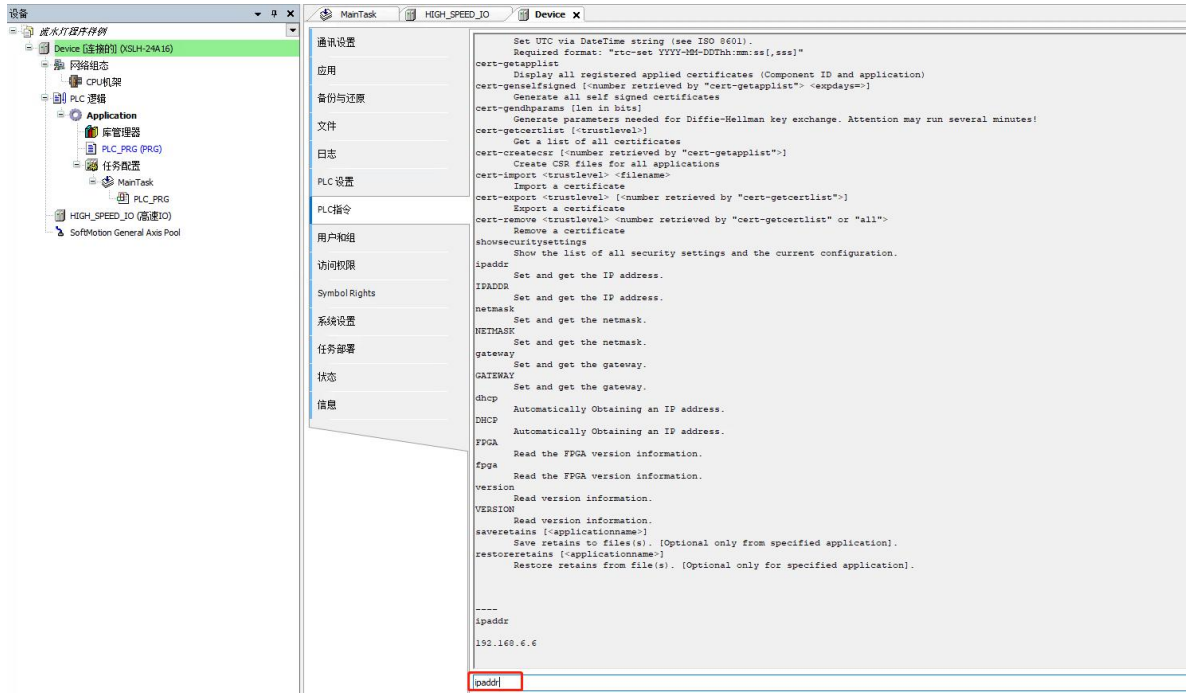 设备
流水灯程序样例
Device [连接的] (XSLH-24A16)
网络组态
CPU机架
PLC 逻辑
Application
库管理器
PLC_PRG (PRG)
任务配置
MainTask
PLC_PRG
HIGH_SPEED_IO (高速IO)
SoftMotion General Axis Pool
MainTask
HIGH_SPEED_IO
Device
通讯设置
应用
备份与还原
文件
日志
PLC 设置
PLC指令
用户和组
访问权限
Symbol Rights
系统设置
任务部署
状态
信息
Set UTC via DateTime string (see ISO 8601).
Required format: "rtc-set YYYY-MM-DDThh:mm:ss[,sss]"
cert-getapplist
Display all registered applied certificates (Component ID and application)
cert-genselfsigned [<number retrieved by "cert-getapplist"> <expdays=>]
Generate all self signed certificates
cert-gendhparams [len in bits]
Generate parameters needed for Diffie-Hellman key exchange. Attention may run several minutes!
cert-getcertlist [<trustlevel>]
Get a list of all certificates
cert-createcsr [<number retrieved by "cert-getapplist">]
Create CSR files for all applications
cert-import <trustlevel> <filename>
Import a certificate
cert-export <trustlevel> [<number retrieved by "cert-getcertlist">]
Export a certificate
cert-remove <trustlevel> <number retrieved by "cert-getcertlist" or "all">
Remove a certificate
showsecuritysettings
Show the list of all security settings and the current configuration.
ipaddr
Set and get the IP address.
IPADDR
Set and get the IP address.
netmask
Set and get the netmask.
NETMASK
Set and get the netmask.
gateway
Set and get the gateway.
GATEWAY
Set and get the gateway.
dhcp
Automatically Obtaining an IP address.
DHCP
Automatically Obtaining an IP address.
FPGA
Read the FPGA version information.
fpga
Read the FPGA version information.
version
Read version information.
VERSION
Read version information.
saveretains [<applicationname>]
Save retains to files(s). [Optional only from specified application].
restoreretains [<applicationname>]
Restore retains from file(s). [Optional only for specified application].
----
ipaddr
192.168.6.6
ipaddr